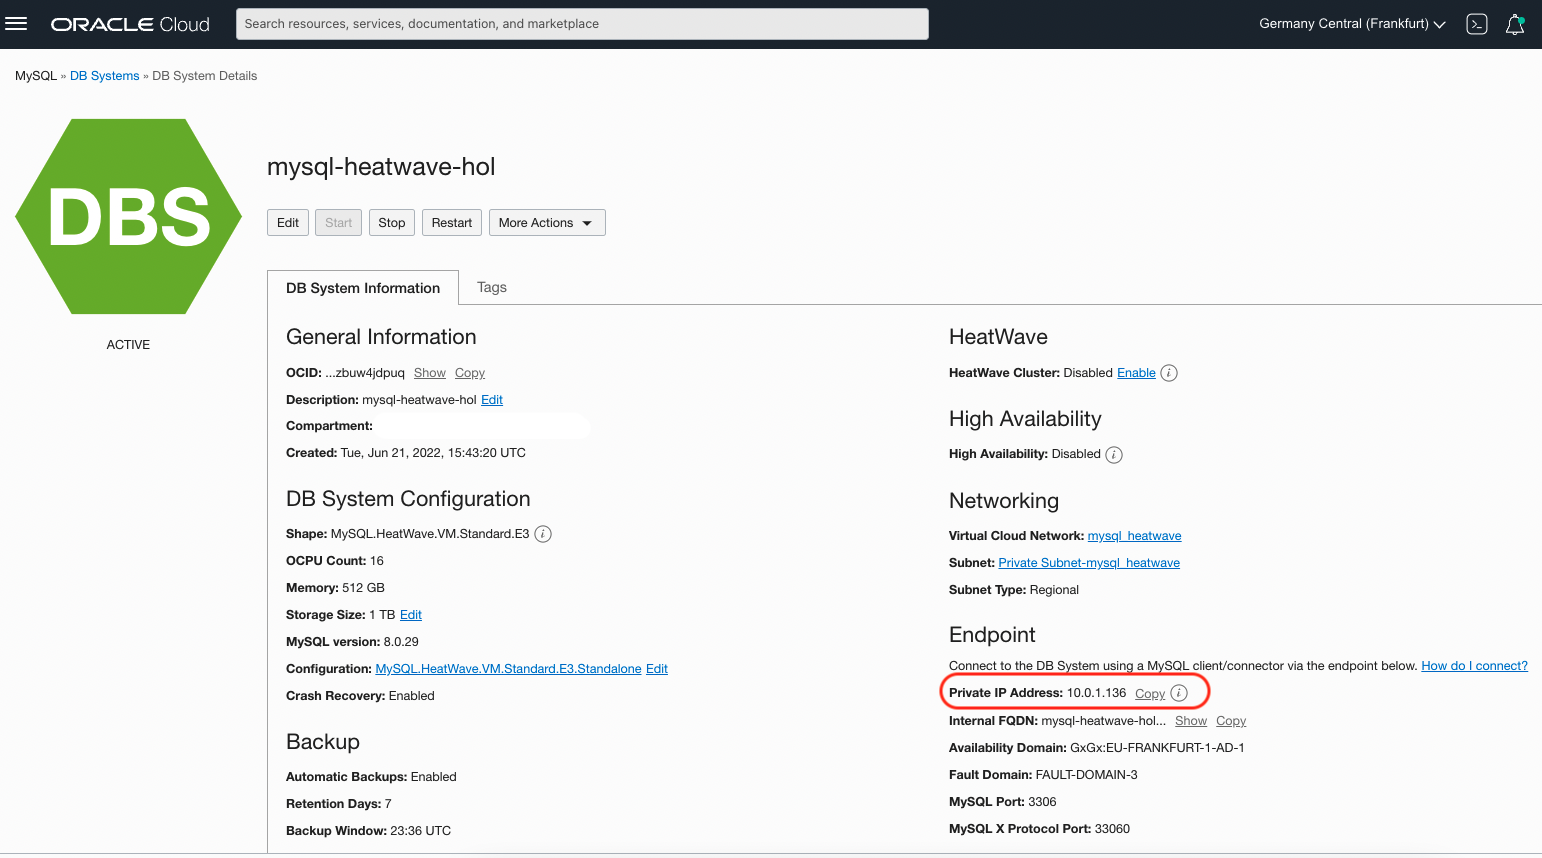 ORACLE Cloud
Search resources, services, documentation, and marketplace
Germany Central (Frankfurt)
MySQL » DB Systems » DB System Details
DBS
ACTIVE
mysql-heatwave-hol
Edit
Start
Stop
Restart
More Actions
DB System Information
Tags
General Information
OCID: ...zbuw4jdpuq Show Copy
Description: mysql-heatwave-hol Edit
Compartment:
Created: Tue, Jun 21, 2022, 15:43:20 UTC
DB System Configuration
Shape: MySQL.HeatWave.VM.Standard.E3 i
OCPU Count: 16
Memory: 512 GB
Storage Size: 1 TB Edit
MySQL version: 8.0.29
Configuration: MySQL.HeatWave.VM.Standard.E3.Standalone Edit
Crash Recovery: Enabled
Backup
Automatic Backups: Enabled
Retention Days: 7
Backup Window: 23:36 UTC
HeatWave
HeatWave Cluster: Disabled Enable i
High Availability
High Availability: Disabled i
Networking
Virtual Cloud Network: mysql_heatwave
Subnet: Private Subnet-mysql_heatwave
Subnet Type: Regional
Endpoint
Connect to the DB System using a MySQL client/connector via the endpoint below. How do I connect?
Private IP Address: 10.0.1.136 Copy i
Internal FQDN: mysql-heatwave-hol... Show Copy
Availability Domain: GxGx:EU-FRANKFURT-1-AD-1
Fault Domain: FAULT-DOMAIN-3
MySQL Port: 3306
MySQL X Protocol Port: 33060